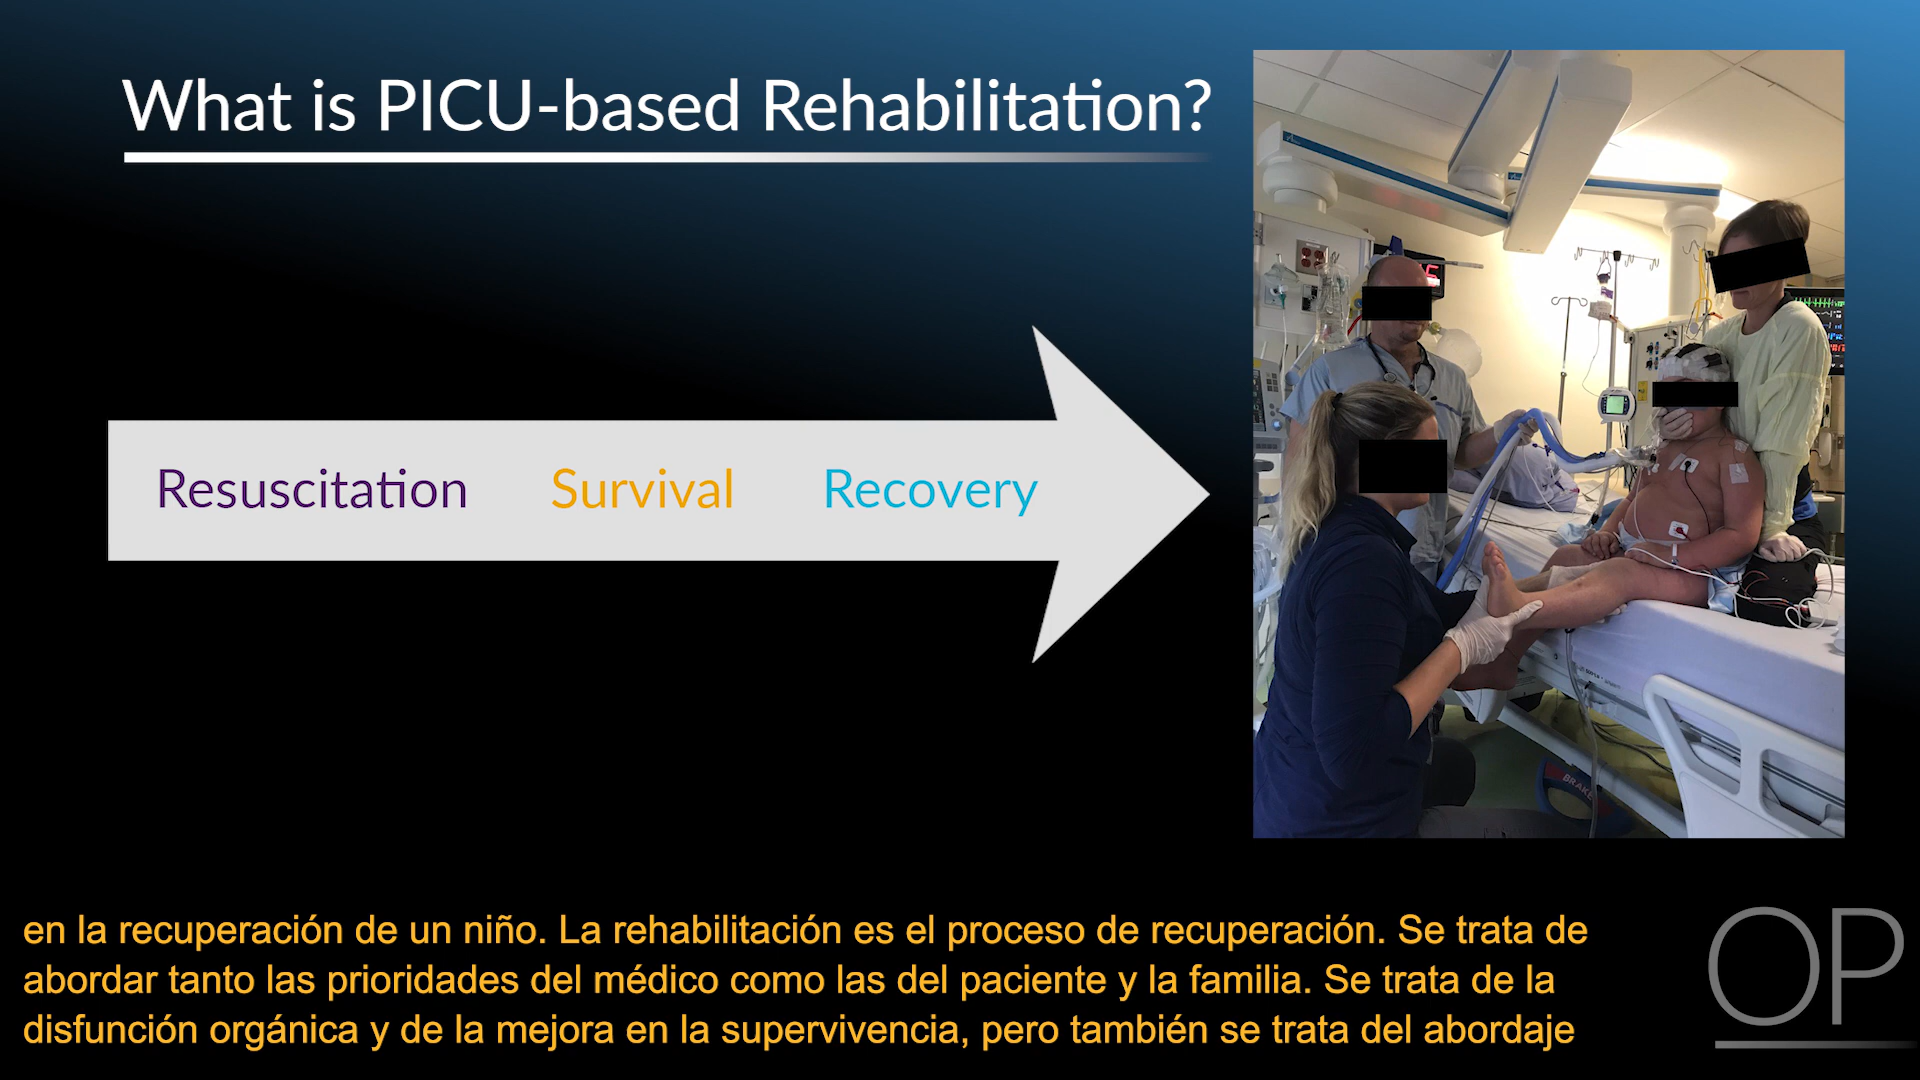 What is PICU-based Rehabilitation?
Resuscitation Survival Recovery
BRAKE
en la recuperación de un niño. La rehabilitación es el proceso de recuperación. Se trata de
abordar tanto las prioridades del médico como las del paciente y la familia. Se trata de la
disfunción orgánica y de la mejora en la supervivencia, pero también se trata del abordaje
OP